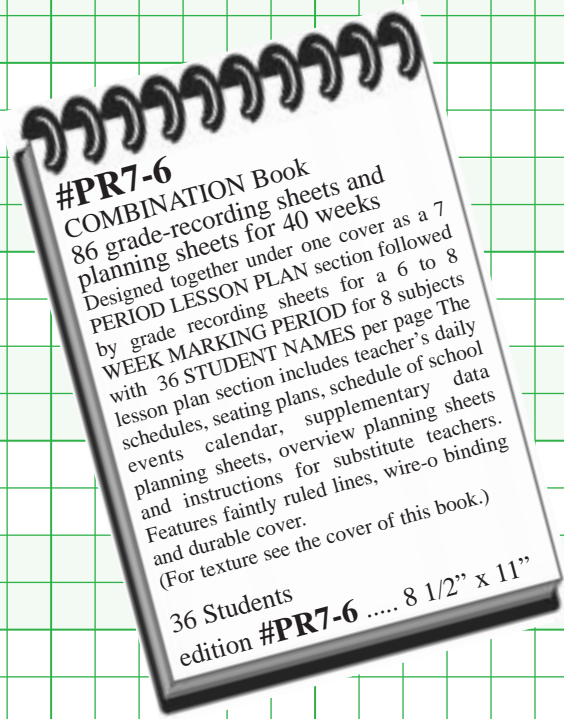 #PR7-6
COMBINATION Book
86 grade-recording sheets and
planning sheets for 40 weeks
Designed together under one cover as a 7
PERIOD LESSON PLAN section followed
by grade recording sheets for a 6 to 8
WEEK MARKING PERIOD for 8 subjects
with 36 STUDENT NAMES per page The
lesson plan section includes teacher’s daily
schedules, seating plans, schedule of school
events calendar, supplementary data
planning sheets, overview planning sheets
and instructions for substitute teachers.
Features faintly ruled lines, wire-o binding
and durable cover.
(For texture see the cover of this book.)
36 Students
edition #PR7-6 ..... 8 1/2” x 11”